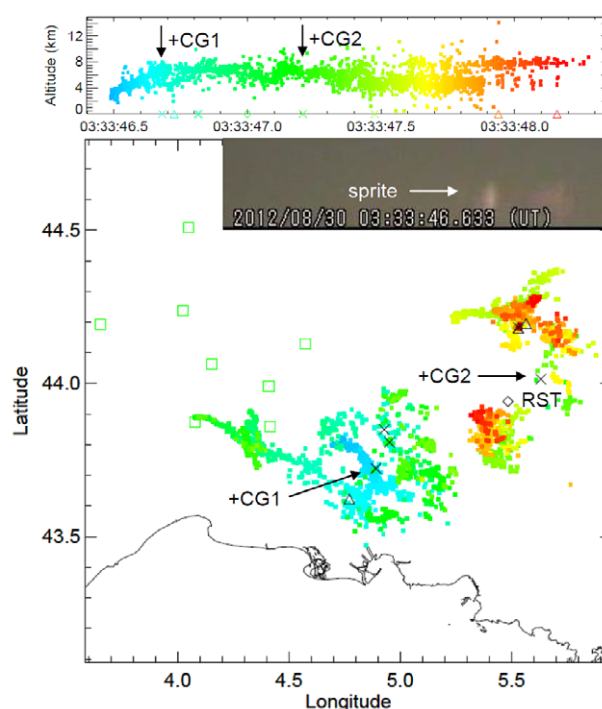 +CG1
+CG2
Altitude (km)
12
8
4
0
03:33:46.5
03:33:47.0
03:33:47.5
03:33:48.0
sprite
2012/08/30 03:33:46.633 (UT)
44.5
44.0
43.5
Latitude
+CG2
RST
+CG1
4.0
4.5
5.0
5.5
Longitude